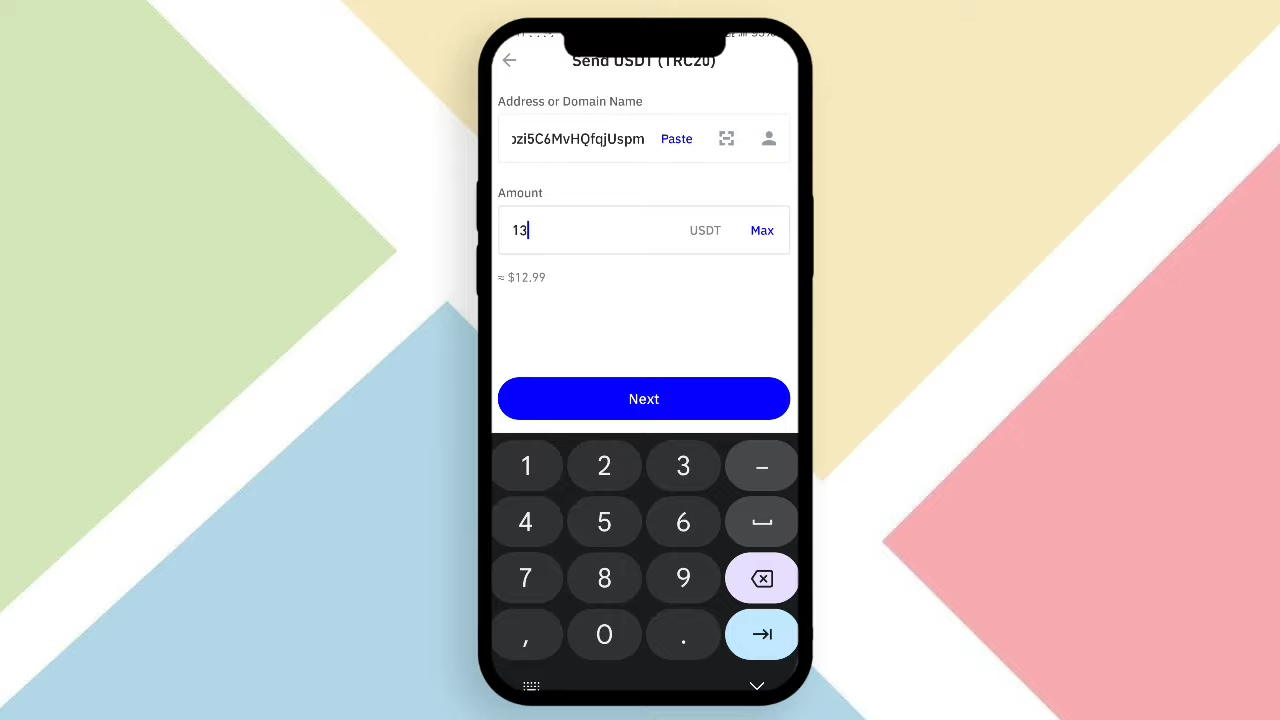 Send USDT (TRC20)
Address or Domain Name
ozi5C6MvHQfqjUspm Paste
Amount
13 USDT Max
≈ $12.99
Next
1 2 3 –
4 5 6
7 8 9
, 0 .